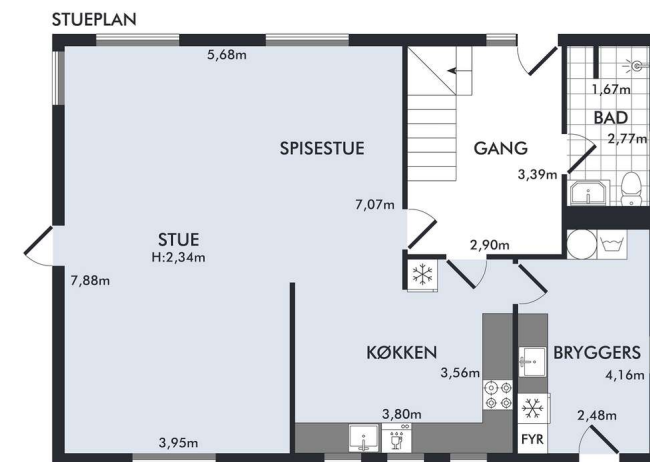 STUEPLAN
5,68m
1,67m
BAD
2,77m
SPISESTUE
GANG
3,39m
7,07m
STUE
H:2,34m
2,90m
7,88m
KØKKEN
3,56m
BRYGGERS
4,16m
3,80m
2,48m
3,95m
FYR